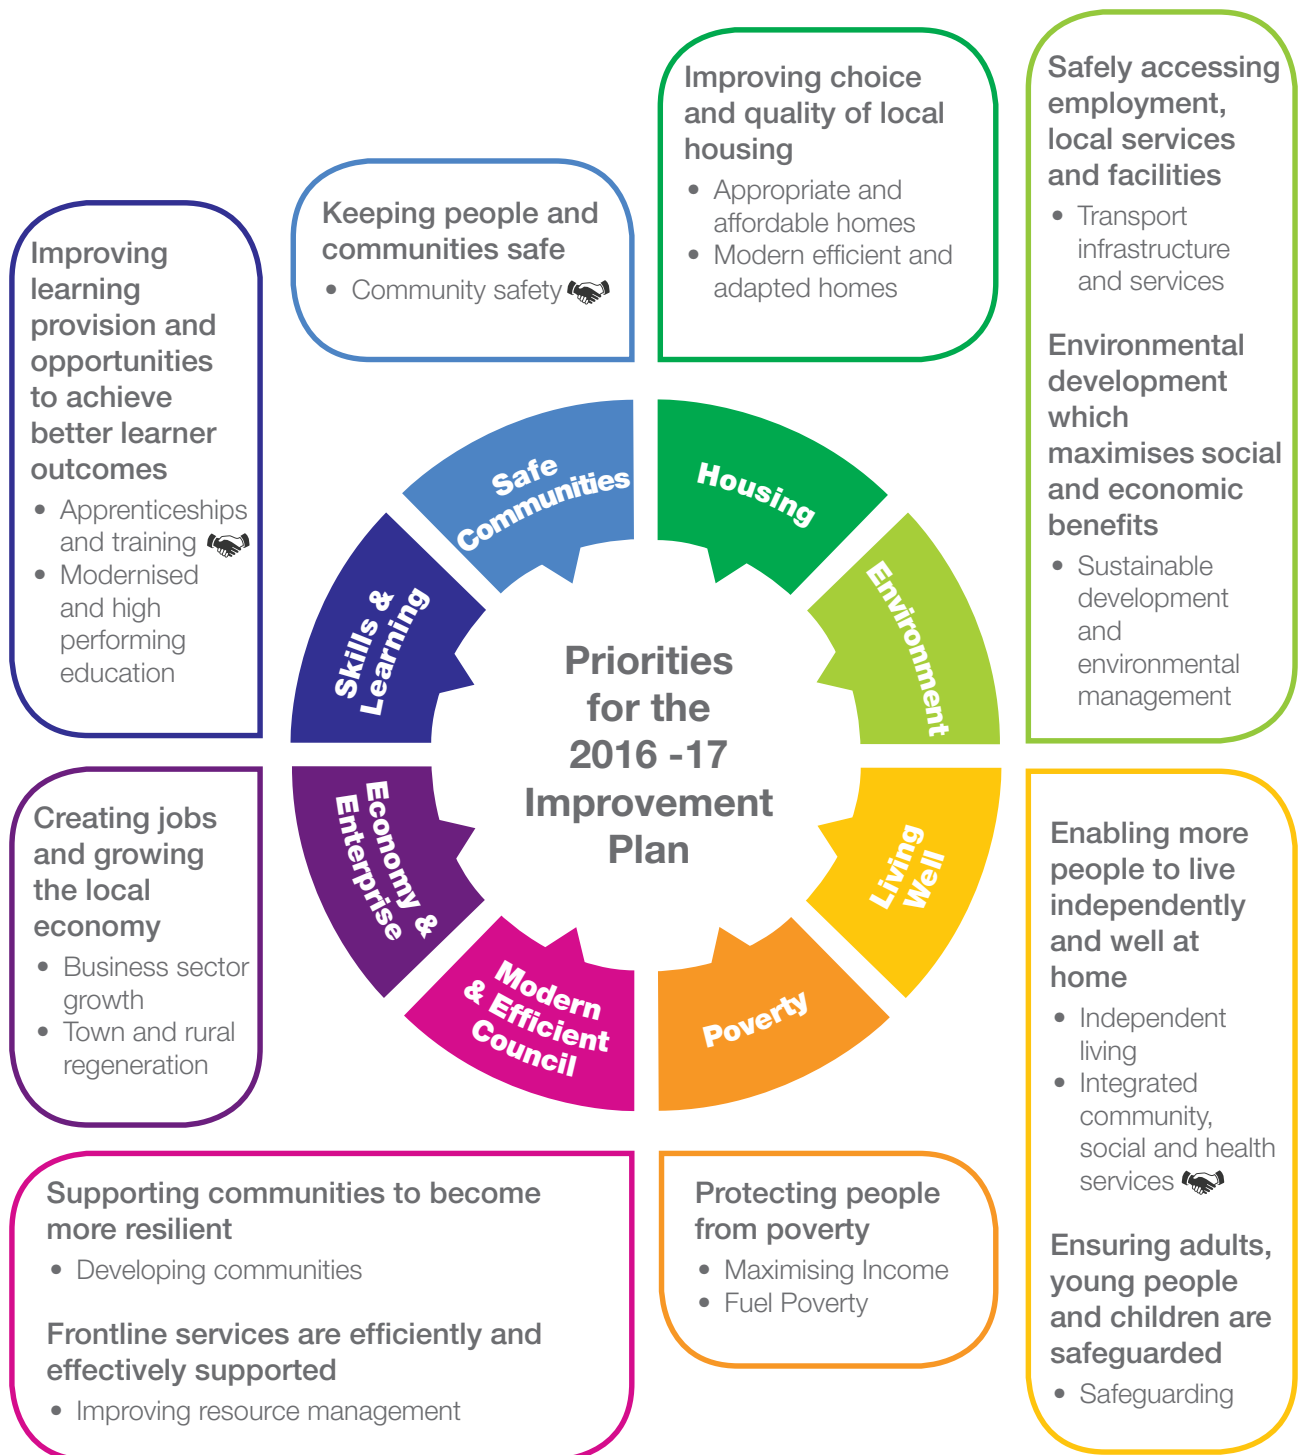 Improving choice
and quality of local
housing
• Appropriate and
affordable homes
• Modern efficient and
adapted homes
Safely accessing
employment,
local services
and facilities
• Transport
infrastructure
and services
Environmental
development
which
maximises social
and economic
benefits
• Sustainable
development
and
environmental
management
Keeping people and
communities safe
• Community safety
Improving
learning
provision and
opportunities
to achieve
better learner
outcomes
• Apprenticeships
and training
• Modernised
and high
performing
education
Safe
Communities
Housing
Environment
Living
Well
Poverty
Modern
& Efficient
Council
Economy &
Enterprise
Skills &
Learning
Priorities
for the
2016 -17
Improvement
Plan
Creating jobs
and growing
the local
economy
• Business sector
growth
• Town and rural
regeneration
Enabling more
people to live
independently
and well at
home
• Independent
living
• Integrated
community,
social and health
services
Ensuring adults,
young people
and children are
safeguarded
• Safeguarding
Supporting communities to become
more resilient
• Developing communities
Frontline services are efficiently and
effectively supported
• Improving resource management
Protecting people
from poverty
• Maximising Income
• Fuel Poverty